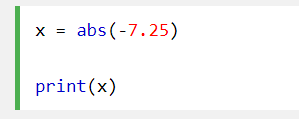 x = abs(-7.25)
print(x)